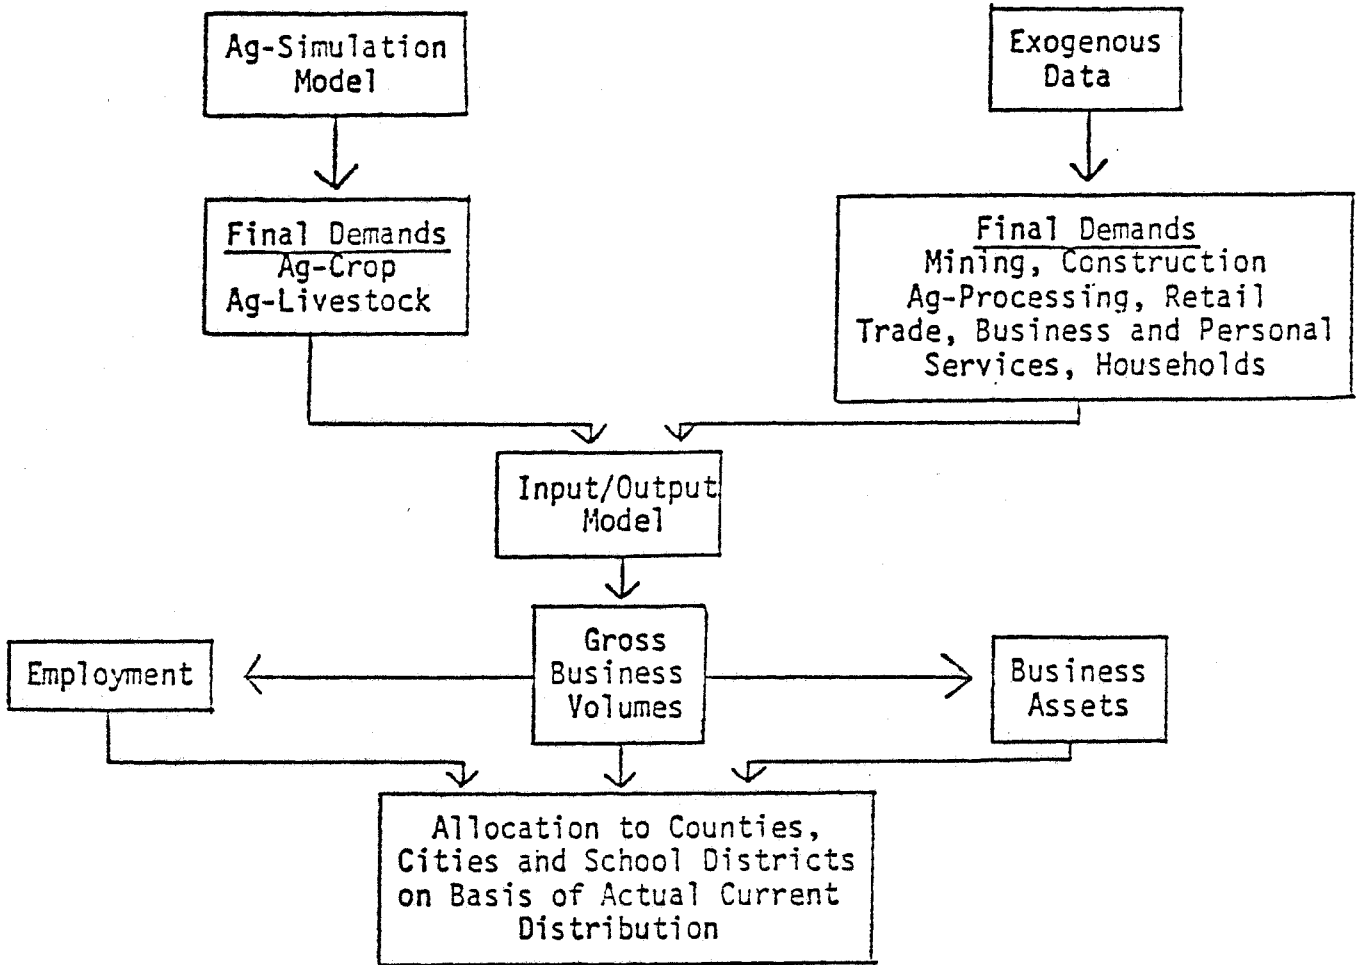 Ag-Simulation
Model
Exogenous
Data
Final Demands
Ag-Crop
Ag-Livestock
Final Demands
Mining, Construction
Ag-Processing, Retail
Trade, Business and Personal
Services, Households
Input/Output
Model
Gross
Business
Volumes
Employment
Business
Assets
Allocation to Counties,
Cities and School Districts
on Basis of Actual Current
Distribution